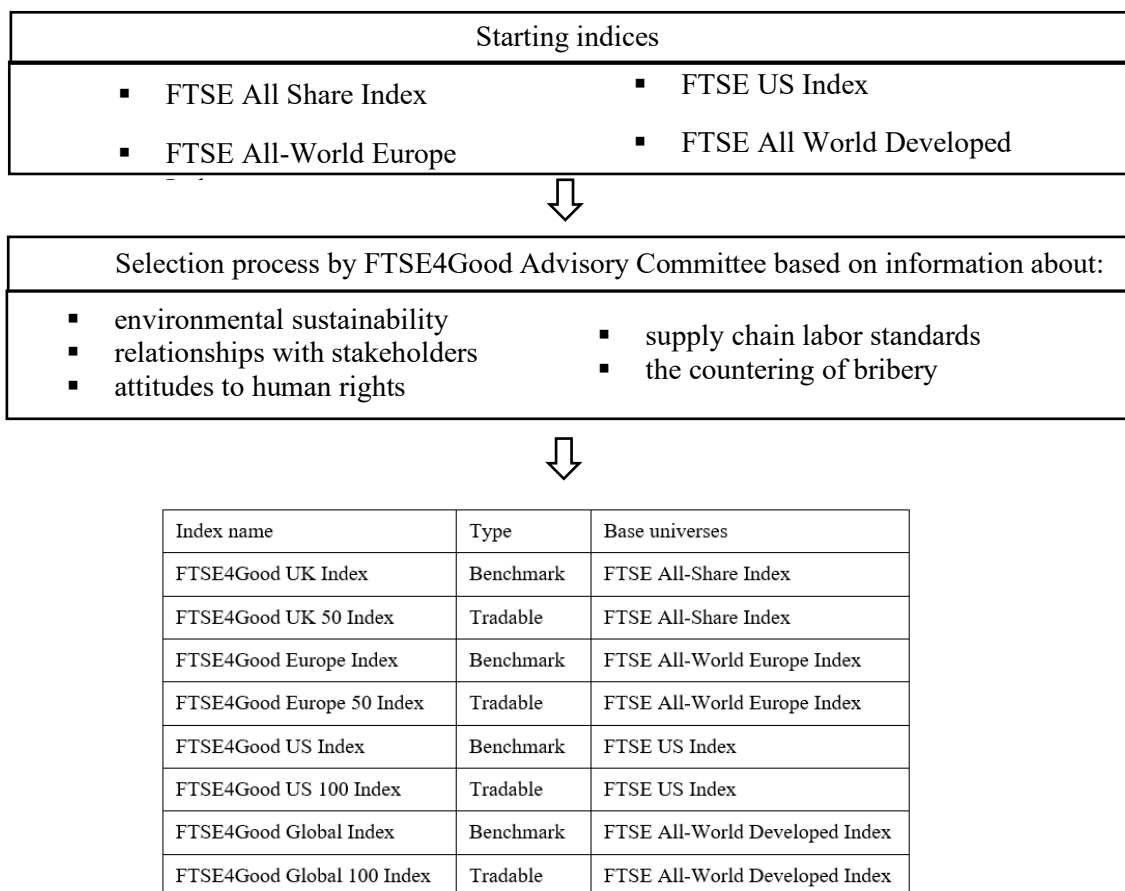 Starting indices
FTSE All Share Index
FTSE All-World Europe
FTSE US Index
FTSE All World Developed
Selection process by FTSE4Good Advisory Committee based on information about:
environmental sustainability
relationships with stakeholders
attitudes to human rights
supply chain labor standards
the countering of bribery
Index name Type Base universes
FTSE4Good UK Index Benchmark FTSE All-Share Index
FTSE4Good UK 50 Index Tradable FTSE All-Share Index
FTSE4Good Europe Index Benchmark FTSE All-World Europe Index
FTSE4Good Europe 50 Index Tradable FTSE All-World Europe Index
FTSE4Good US Index Benchmark FTSE US Index
FTSE4Good US 100 Index Tradable FTSE US Index
FTSE4Good Global Index Benchmark FTSE All-World Developed Index
FTSE4Good Global 100 Index Tradable FTSE All-World Developed Index